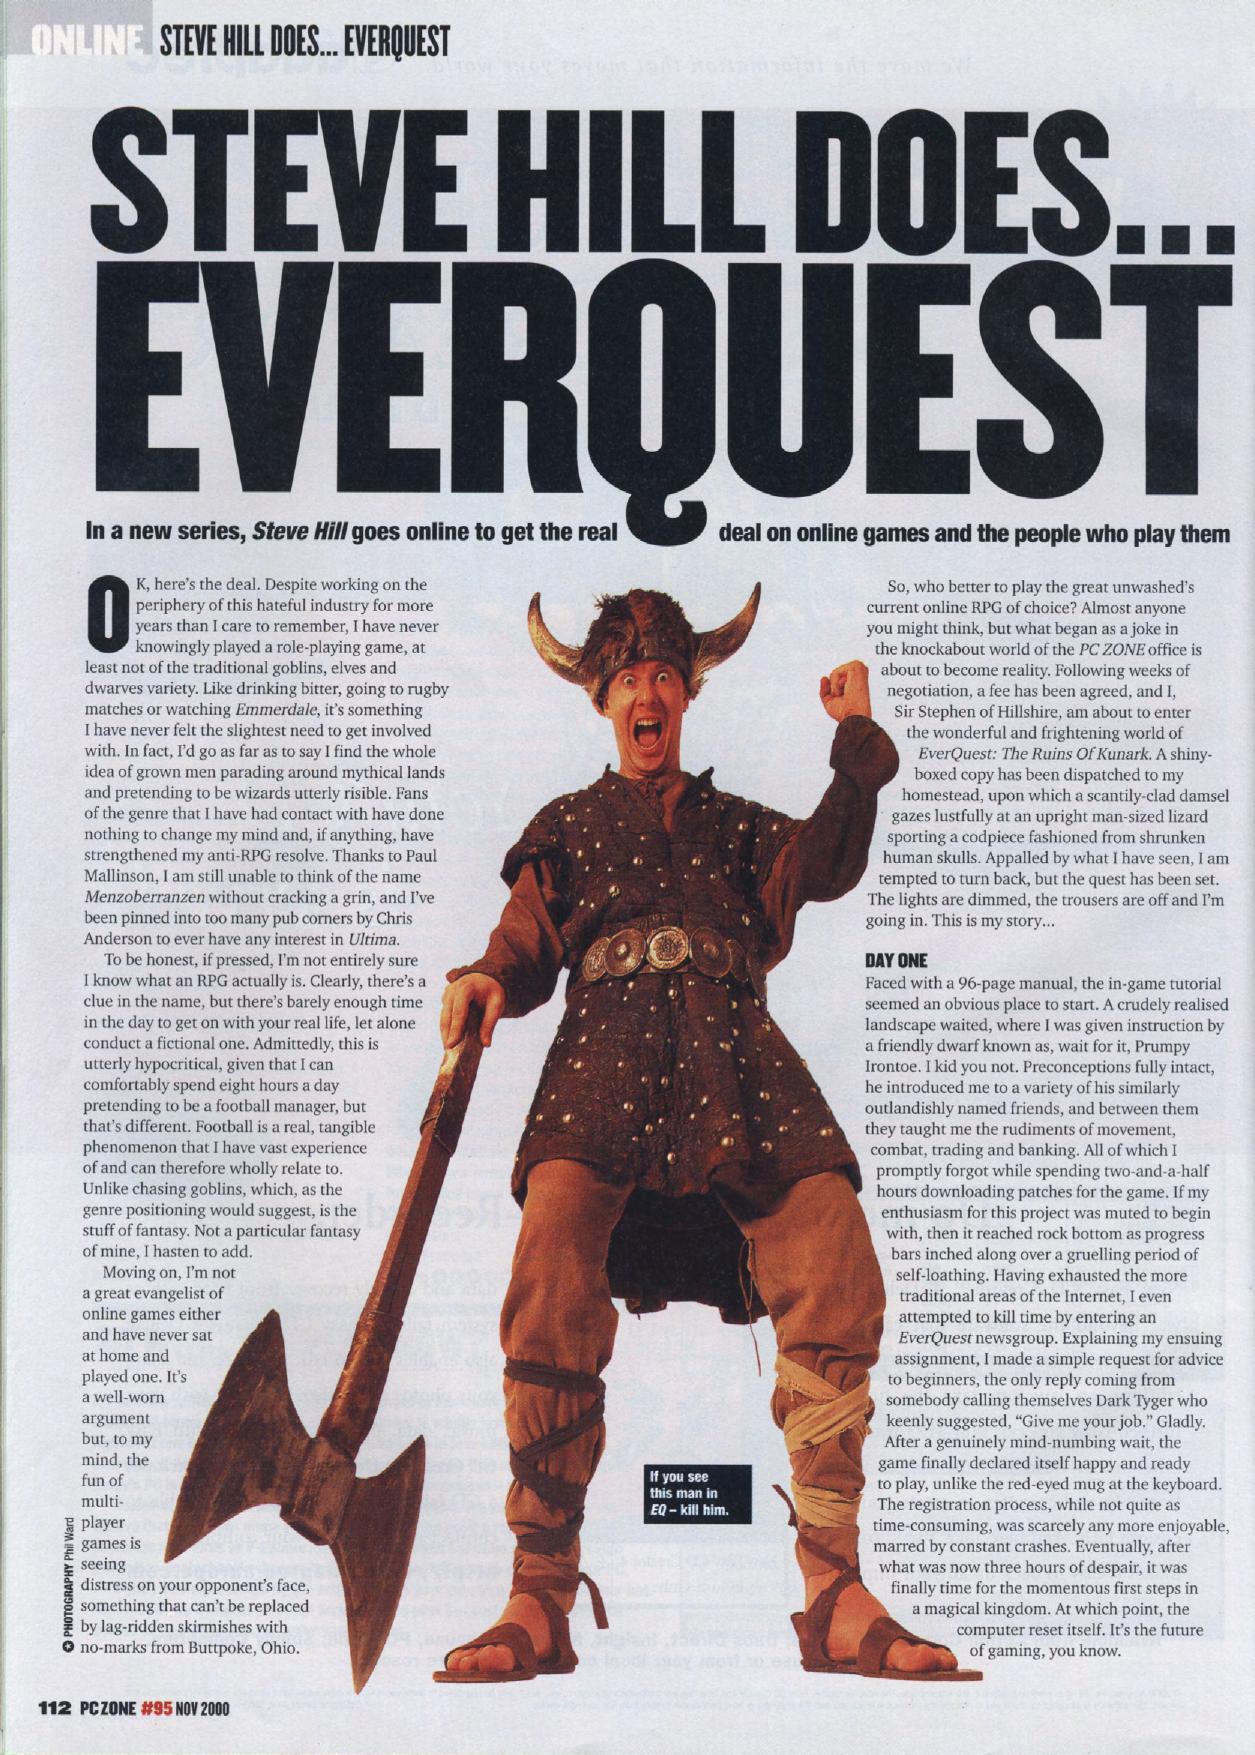 ONLINE STEVE HILL DOES... EVERQUEST
STEVE HILL DOES...
EVERQUEST
In a new series, Steve Hill goes online to get the real deal on online games and the people who play them
OK, here's the deal. Despite working on the
periphery of this hateful industry for more
years than I care to remember, I have never
knowingly played a role-playing game, at
least not of the traditional goblins, elves and
dwarves variety. Like drinking bitter, going to rugby
matches or watching Emmerdale, it's something
I have never felt the slightest need to get involved
with. In fact, I'd go as far as to say I find the whole
idea of grown men parading around mythical lands
and pretending to be wizards utterly risible. Fans
of the genre that I have had contact with have done
nothing to change my mind and, if anything, have
strengthened my anti-RPG resolve. Thanks to Paul
Mallinson, I am still unable to think of the name
Menzoberranzen without cracking a grin, and I've
been pinned into too many pub corners by Chris
Anderson to ever have any interest in Ultima.
To be honest, if pressed, I'm not entirely sure
I know what an RPG actually is. Clearly, there's a
clue in the name, but there's barely enough time
in the day to get on with your real life, let alone
conduct a fictional one. Admittedly, this is
utterly hypocritical, given that I can
comfortably spend eight hours a day
pretending to be a football manager, but
that's different. Football is a real, tangible
phenomenon that I have vast experience
of and can therefore wholly relate to.
Unlike chasing goblins, which, as the
genre positioning would suggest, is the
stuff of fantasy. Not a particular fantasy
of mine, I hasten to add.
Moving on, I'm not
a great evangelist of
online games either
and have never sat
at home and
played one. It's
a well-worn
argument
but, to my
mind, the
fun of
multi-
player
games is
seeing
distress on your opponent's face,
something that can't be replaced
by lag-ridden skirmishes with
no-marks from Buttpoke, Ohio.
PHOTOGRAPHY Phil Ward
If you see
this man in
EQ – kill him.
So, who better to play the great unwashed's
current online RPG of choice? Almost anyone
you might think, but what began as a joke in
the knockabout world of the PC ZONE office is
about to become reality. Following weeks of
negotiation, a fee has been agreed, and I,
Sir Stephen of Hillshire, am about to enter
the wonderful and frightening world of
EverQuest: The Ruins Of Kunark. A shiny-
boxed copy has been dispatched to my
homestead, upon which a scantily-clad damsel
gazes lustfully at an upright man-sized lizard
sporting a codpiece fashioned from shrunken
human skulls. Appalled by what I have seen, I am
tempted to turn back, but the quest has been set.
The lights are dimmed, the trousers are off and I'm
going in. This is my story...
DAY ONE
Faced with a 96-page manual, the in-game tutorial
seemed an obvious place to start. A crudely realised
landscape waited, where I was given instruction by
a friendly dwarf known as, wait for it, Prumpy
Irontoe. I kid you not. Preconceptions fully intact,
he introduced me to a variety of his similarly
outlandishly named friends, and between them
they taught me the rudiments of movement,
combat, trading and banking. All of which I
promptly forgot while spending two-and-a-half
hours downloading patches for the game. If my
enthusiasm for this project was muted to begin
with, then it reached rock bottom as progress
bars inched along over a gruelling period of
self-loathing. Having exhausted the more
traditional areas of the Internet, I even
attempted to kill time by entering an
EverQuest newsgroup. Explaining my ensuing
assignment, I made a simple request for advice
to beginners, the only reply coming from
somebody calling themselves Dark Tyger who
keenly suggested, “Give me your job.” Gladly.
After a genuinely mind-numbing wait, the
game finally declared itself happy and ready
to play, unlike the red-eyed mug at the keyboard.
The registration process, while not quite as
time-consuming, was scarcely any more enjoyable,
marred by constant crashes. Eventually, after
what was now three hours of despair, it was
finally time for the momentous first steps in
a magical kingdom. At which point, the
computer reset itself. It's the future
of gaming, you know.
112 PC ZONE #95 NOV 2000